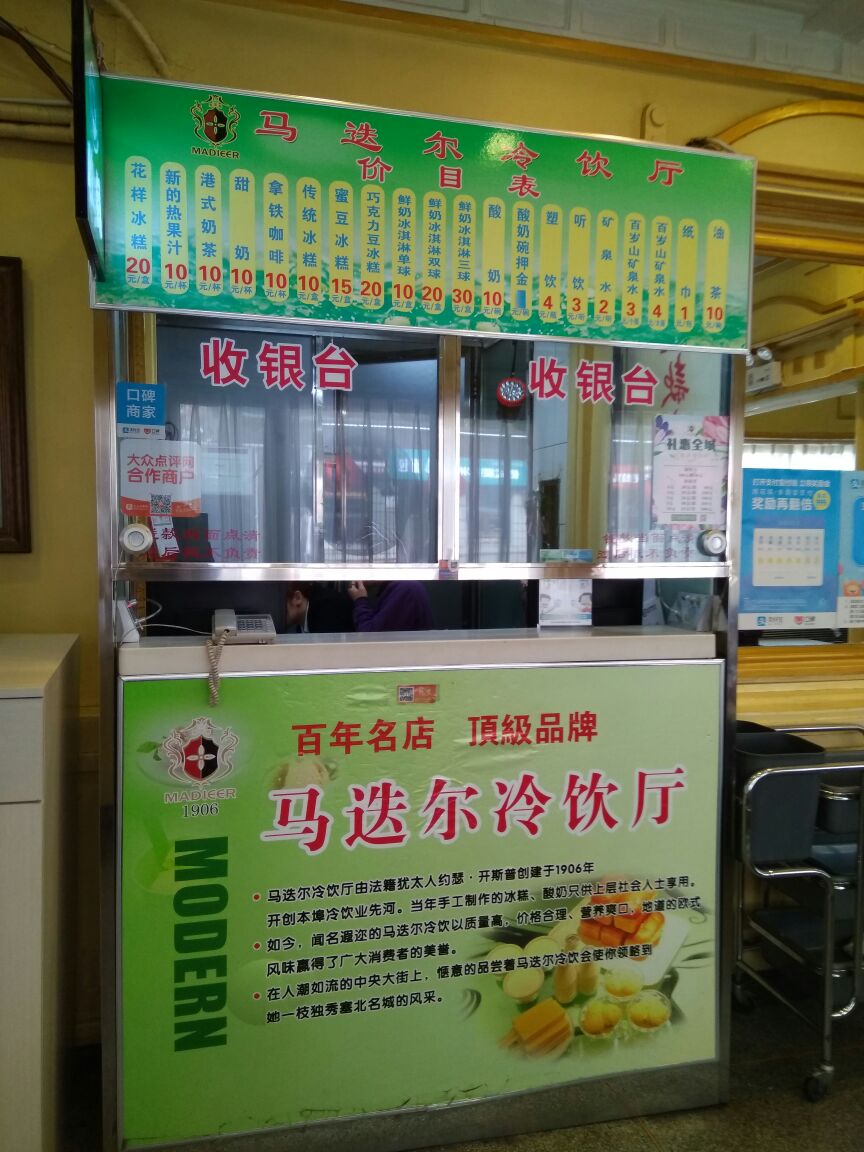 MADIEER
马迭尔冷饮厅
价目表
花样冰糕 20元/盒
新的热果汁 10元/杯
港式奶茶 10元/杯
甜奶 10元/杯
拿铁咖啡 10元/杯
传统冰糕 10元/盒
蜜豆冰糕 15元/盒
巧克力豆冰糕 20元/盒
鲜奶冰淇淋单球 10元/盒
鲜奶冰淇淋双球 20元/盒
鲜奶冰淇淋三球 30元/盒
酸奶 10元/碗
酸奶碗押金 元/碗
塑饮 4元/瓶
听饮 3元/听
矿泉水 2元/瓶
百岁山矿泉水 3
百岁山矿泉水 4
纸巾 1元/包
油茶 10元/碗
收银台
收银台
口碑
商家
大众点评网
合作商户
礼惠全城
奖励再翻倍
百年名店 頂級品牌
MADIEER
1906
马迭尔冷饮厅
MODERN
• 马迭尔冷饮厅由法籍犹太人约瑟·开斯普创建于1906年
开创本埠冷饮业先河。当年手工制作的冰糕、酸奶只供上层社会人士享用。
• 如今，闻名遐迩的马迭尔冷饮以质量高，价格合理、营养爽口，地道的欧式
风味赢得了广大消费者的美誉。
• 在人潮如流的中央大街上，惬意的品尝着马迭尔冷饮会使你领略到
她一枝独秀塞北名城的风采。